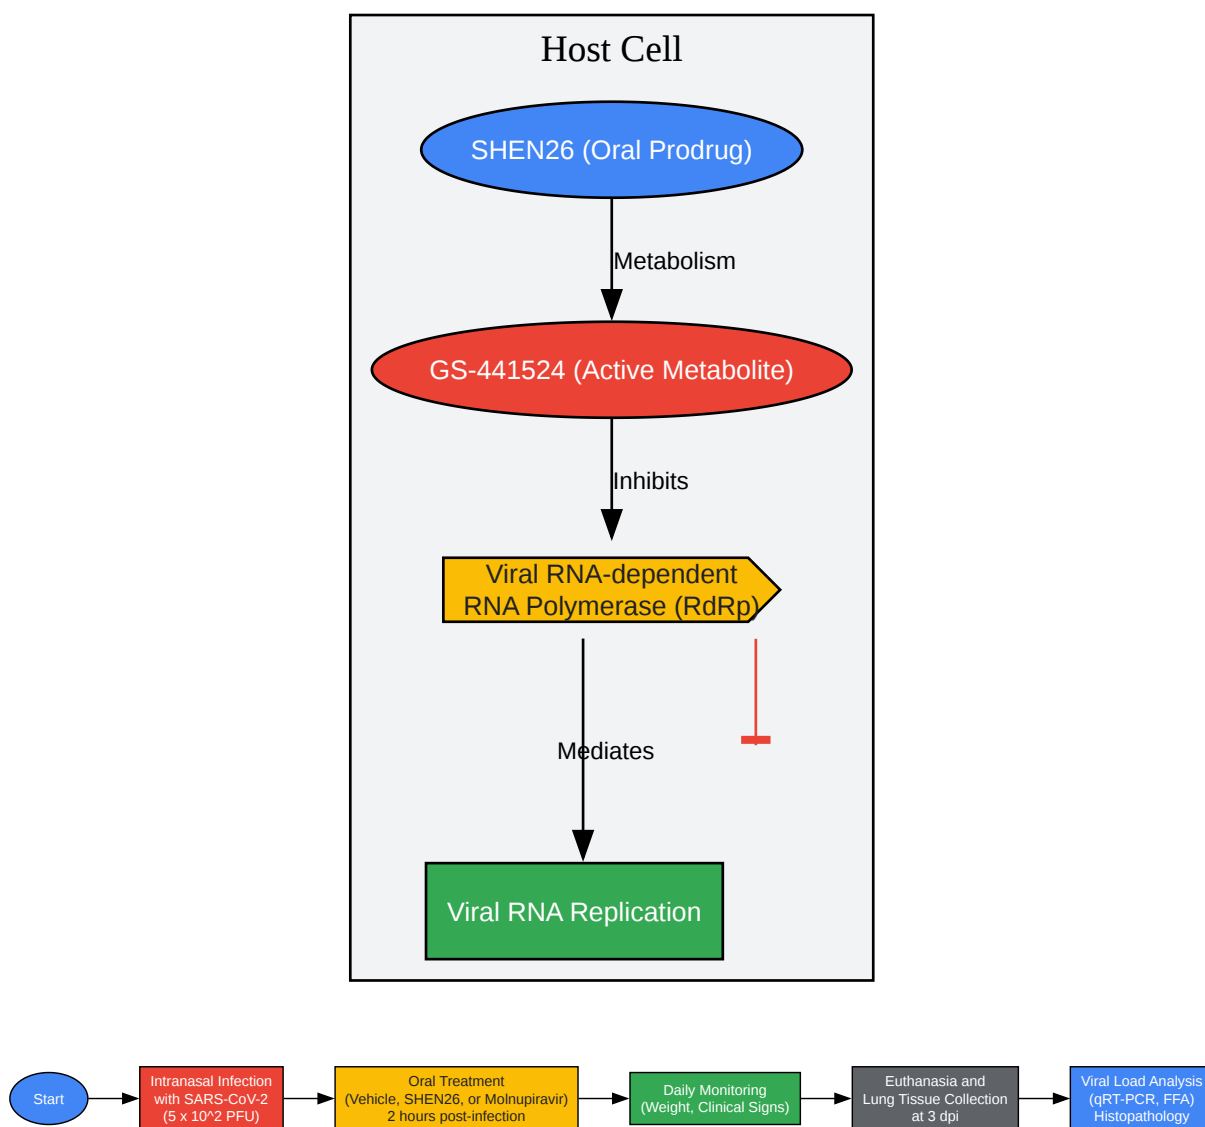 Host Cell
SHEN26 (Oral Prodrug)
Metabolism
GS-441524 (Active Metabolite)
Inhibits
Viral RNA-dependent
RNA Polymerase (RdRp)
Mediates
Viral RNA Replication
Start
Intranasal Infection
with SARS-CoV-2
(5 x 10^2 PFU)
Oral Treatment
(Vehicle, SHEN26, or Molnupiravir)
2 hours post-infection
Daily Monitoring
(Weight, Clinical Signs)
Euthanasia and
Lung Tissue Collection
at 3 dpi
Viral Load Analysis
(qRT-PCR, FFA)
Histopathology